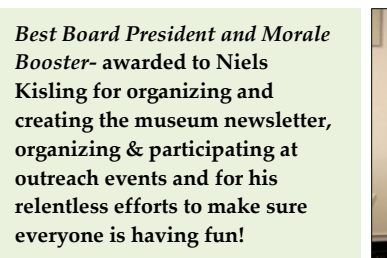 Best Board President and Morale
Booster- awarded to Niels
Kisling for organizing and
creating the museum newsletter,
organizing & participating at
outreach events and for his
relentless efforts to make sure
everyone is having fun!